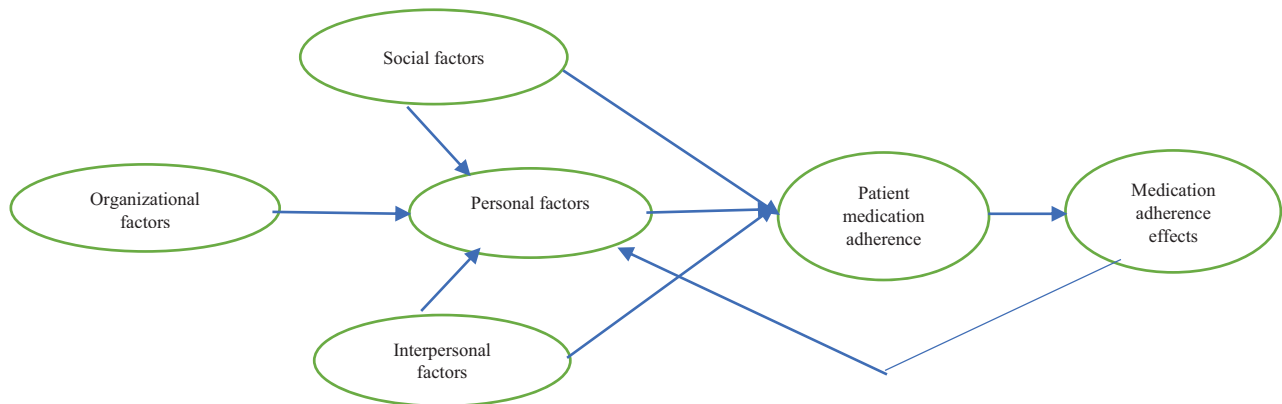 Social factors
Organizational
factors
Personal factors
Patient
medication
adherence
Medication
adherence
effects
Interpersonal
factors